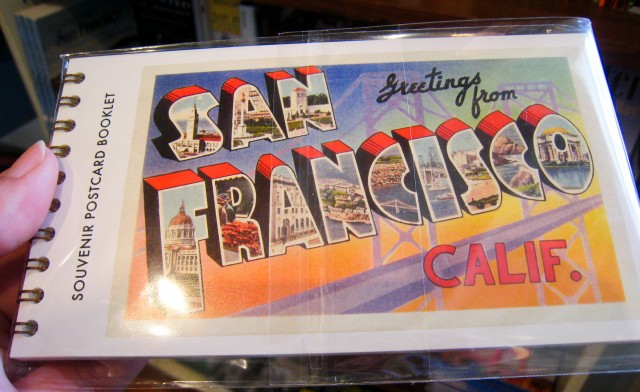 SOUVENIR POSTCARD BOOKLET
Greetings
from
SAN
FRANCISCO
CALIF.